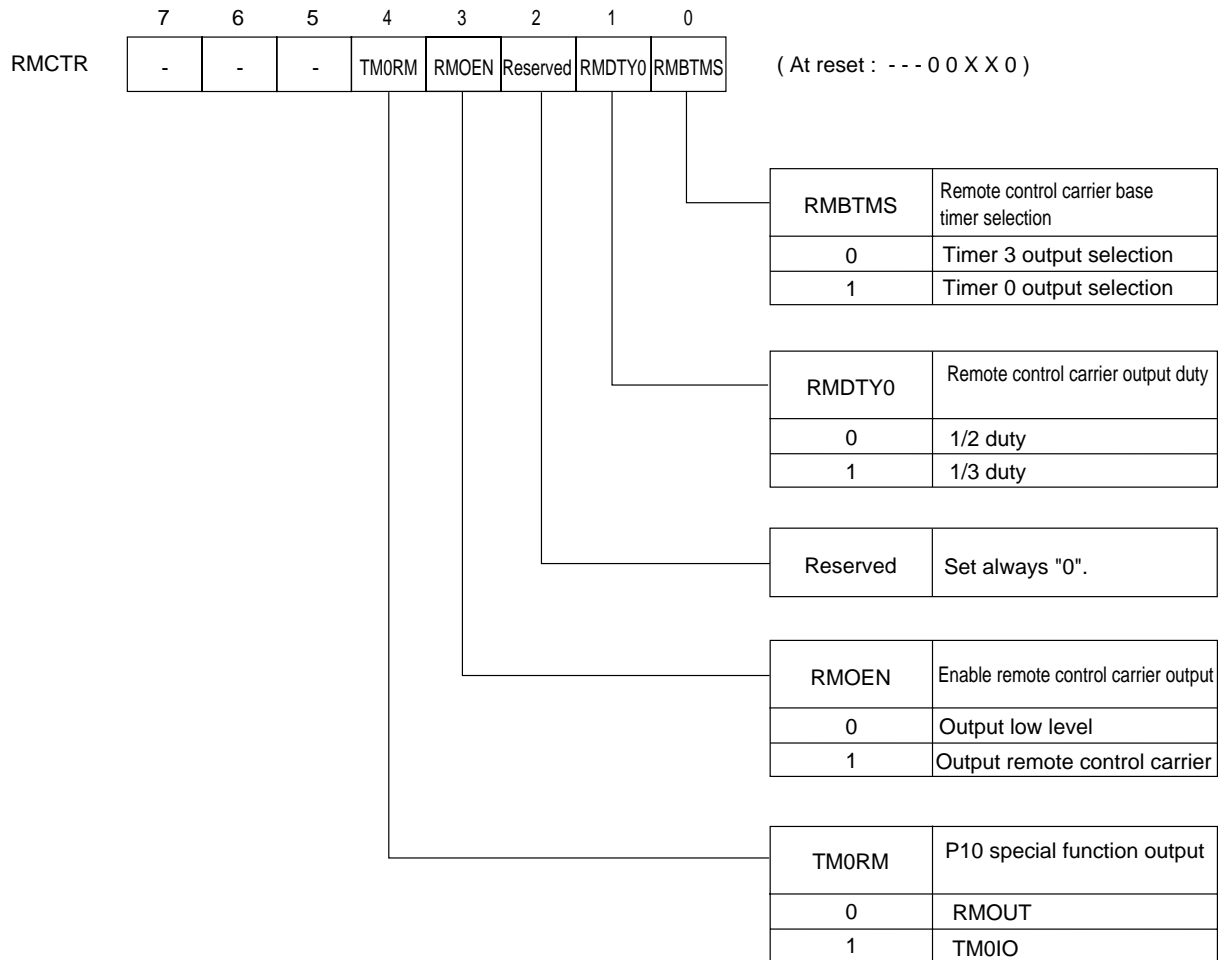 7 6 5 4 3 2 1 0
RMCTR - - - TM0RM RMOEN Reserved RMDTY0 RMBTMS ( At reset : - - - 0 0 X X 0 )
RMBTMS Remote control carrier base
timer selection
0 Timer 3 output selection
1 Timer 0 output selection
RMDTY0 Remote control carrier output duty
0 1/2 duty
1 1/3 duty
Reserved Set always "0".
RMOEN Enable remote control carrier output
0 Output low level
1 Output remote control carrier
TM0RM P10 special function output
0 RMOUT
1 TM0IO